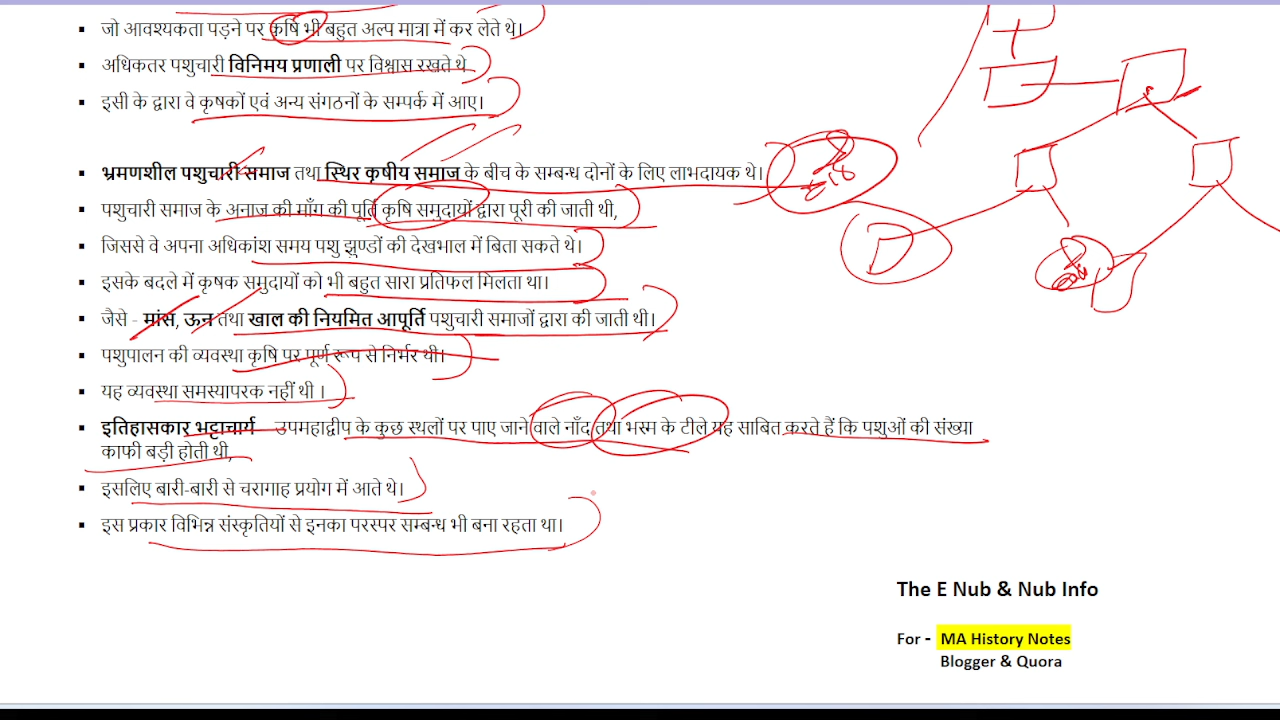 ▪ जो आवश्यकता पड़ने पर कृषि भी बहुत अल्प मात्रा में कर लेते थे।
▪ अधिकतर पशुचारी विनिमय प्रणाली पर विश्वास रखते थे
▪ इसी के द्वारा वे कृषकों एवं अन्य संगठनों के सम्पर्क में आए।
▪ भ्रमणशील पशुचारी समाज तथा स्थिर कृषीय समाज के बीच के सम्बन्ध दोनों के लिए लाभदायक थे।
▪ पशुचारी समाज के अनाज की माँग की पूर्ति कृषि समुदायों द्वारा पूरी की जाती थी,
▪ जिससे वे अपना अधिकांश समय पशु झुण्डों की देखभाल में बिता सकते थे।
▪ इसके बदले में कृषक समुदायों को भी बहुत सारा प्रतिफल मिलता था।
▪ जैसे - मांस, ऊन तथा खाल की नियमित आपूर्ति पशुचारी समाजों द्वारा की जाती थी।
▪ पशुपालन की व्यवस्था कृषि पर पूर्ण रूप से निर्भर थी।
▪ यह व्यवस्था समस्यापरक नहीं थी ।
▪ इतिहासकार भट्टाचार्य - उपमहाद्वीप के कुछ स्थलों पर पाए जाने वाले नाँद तथा भस्म के टीले यह साबित करते हैं कि पशुओं की संख्या
काफी बड़ी होती थी,
▪ इसलिए बारी-बारी से चरागाह प्रयोग में आते थे।
▪ इस प्रकार विभिन्न संस्कृतियों से इनका परस्पर सम्बन्ध भी बना रहता था।
The E Nub & Nub Info
For - MA History Notes
Blogger & Quora